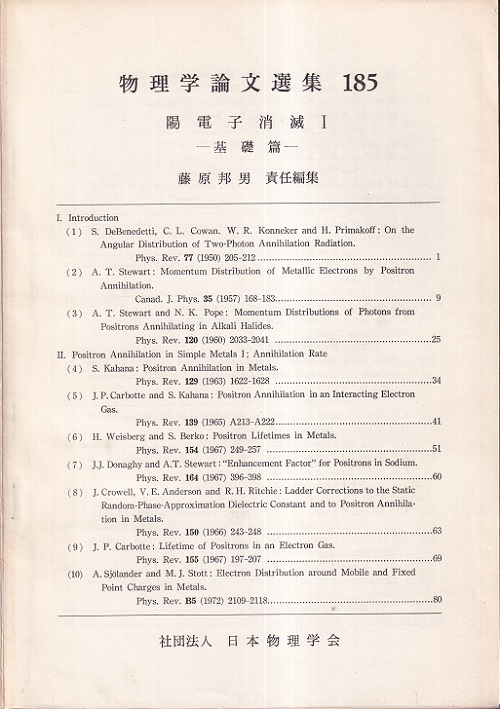 物理学論文選集 185
陽電子消滅 I
—基礎篇—
藤原邦男 責任編集
I. Introduction
(1) S. DeBenedetti, C. L. Cowan. W. R. Konneker and H. Primakoff: On the
Angular Distribution of Two-Photon Annihilation Radiation.
Phys. Rev. 77 (1950) 205-212 1
(2) A. T. Stewart: Momentum Distribution of Metallic Electrons by Positron
Annihilation.
Canad. J. Phys. 35 (1957) 168-183 9
(3) A. T. Stewart and N. K. Pope: Momentum Distributions of Photons from
Positrons Annihilating in Alkali Halides.
Phys. Rev. 120 (1960) 2033-2041 25
II. Positron Annihilation in Simple Metals I; Annihilation Rate
(4) S. Kahana: Positron Annihilation in Metals.
Phys. Rev. 129 (1963) 1622-1628 34
(5) J. P. Carbotte and S. Kahana: Positron Annihilation in an Interacting Electron
Gas.
Phys. Rev. 139 (1965) A213-A222 41
(6) H. Weisberg and S. Berko: Positron Lifetimes in Metals.
Phys. Rev. 154 (1967) 249-257 51
(7) J.J. Donaghy and A.T. Stewart: "Enhancement Factor" for Positrons in Sodium.
Phys. Rev. 164 (1967) 396-398 60
(8) J. Crowell, V. E. Anderson and R. H. Ritchie: Ladder Corrections to the Static
Random-Phase-Approximation Dielectric Constant and to Positron Annihila-
tion in Metals.
Phys. Rev. 150 (1966) 243-248 63
(9) J. P. Carbotte: Lifetime of Positrons in an Electron Gas.
Phys. Rev. 155 (1967) 197-207 69
(10) A. Sjölander and M. J. Stott: Electron Distribution around Mobile and Fixed
Point Charges in Metals.
Phys. Rev. B5 (1972) 2109-2118 80
社団法人 日本物理学会